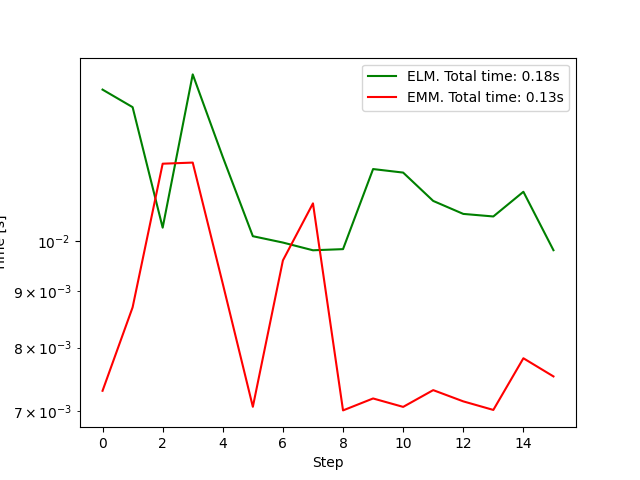 ELM. Total time: 0.18s
EMM. Total time: 0.13s
Time [s]
10⁻²
9 × 10⁻³
8 × 10⁻³
7 × 10⁻³
0 2 4 6 8 10 12 14
Step